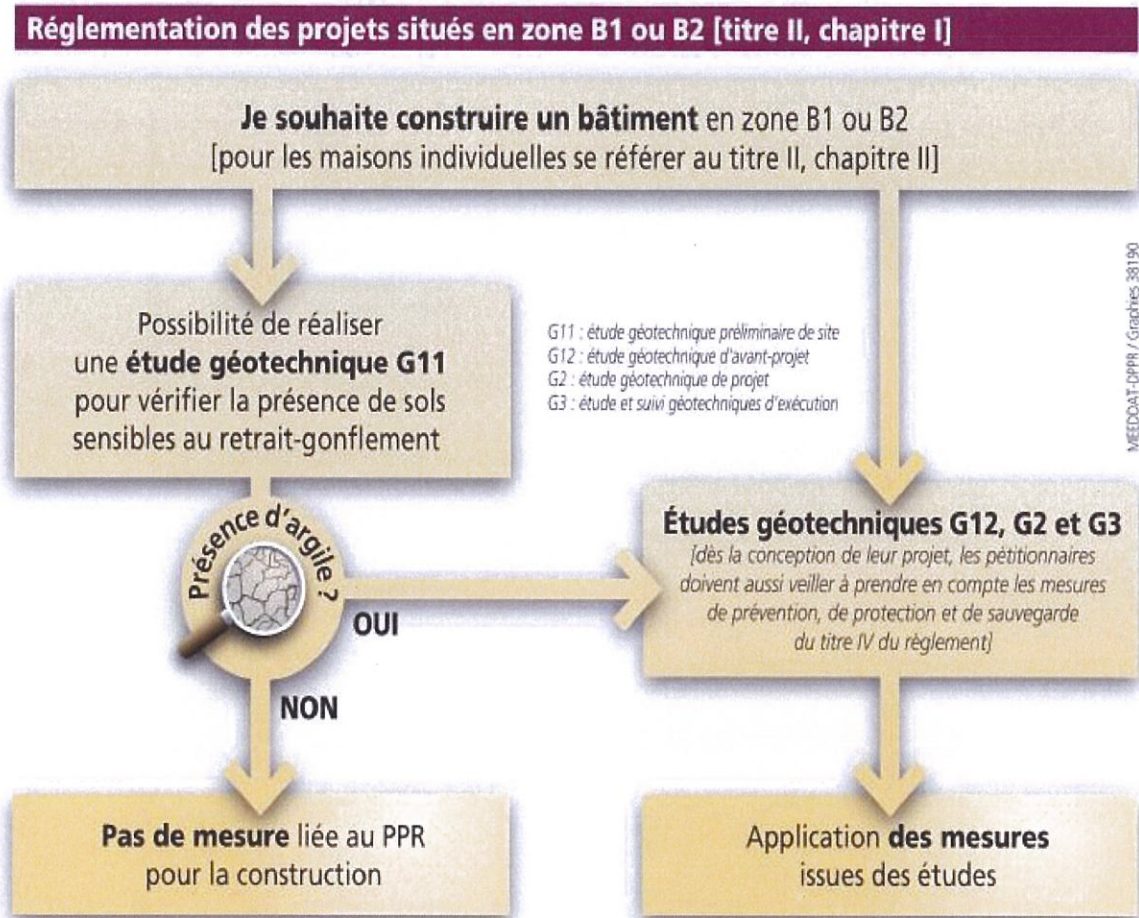 Réglementation des projets situés en zone B1 ou B2 [titre II, chapitre I]
Je souhaite construire un bâtiment en zone B1 ou B2
[pour les maisons individuelles se référer au titre II, chapitre II]
Possibilité de réaliser
une étude géotechnique G11
pour vérifier la présence de sols
sensibles au retrait-gonflement
G11 : étude géotechnique préliminaire de site
G12 : étude géotechnique d'avant-projet
G2 : étude géotechnique de projet
G3 : étude et suivi géotechniques d'exécution
MEEDDAT-DPPR / Graphies 38190
Présence d'argile ?
OUI
NON
Études géotechniques G12, G2 et G3
[dès la conception de leur projet, les pétitionnaires
doivent aussi veiller à prendre en compte les mesures
de prévention, de protection et de sauvegarde
du titre IV du règlement]
Pas de mesure liée au PPR
pour la construction
Application des mesures
issues des études